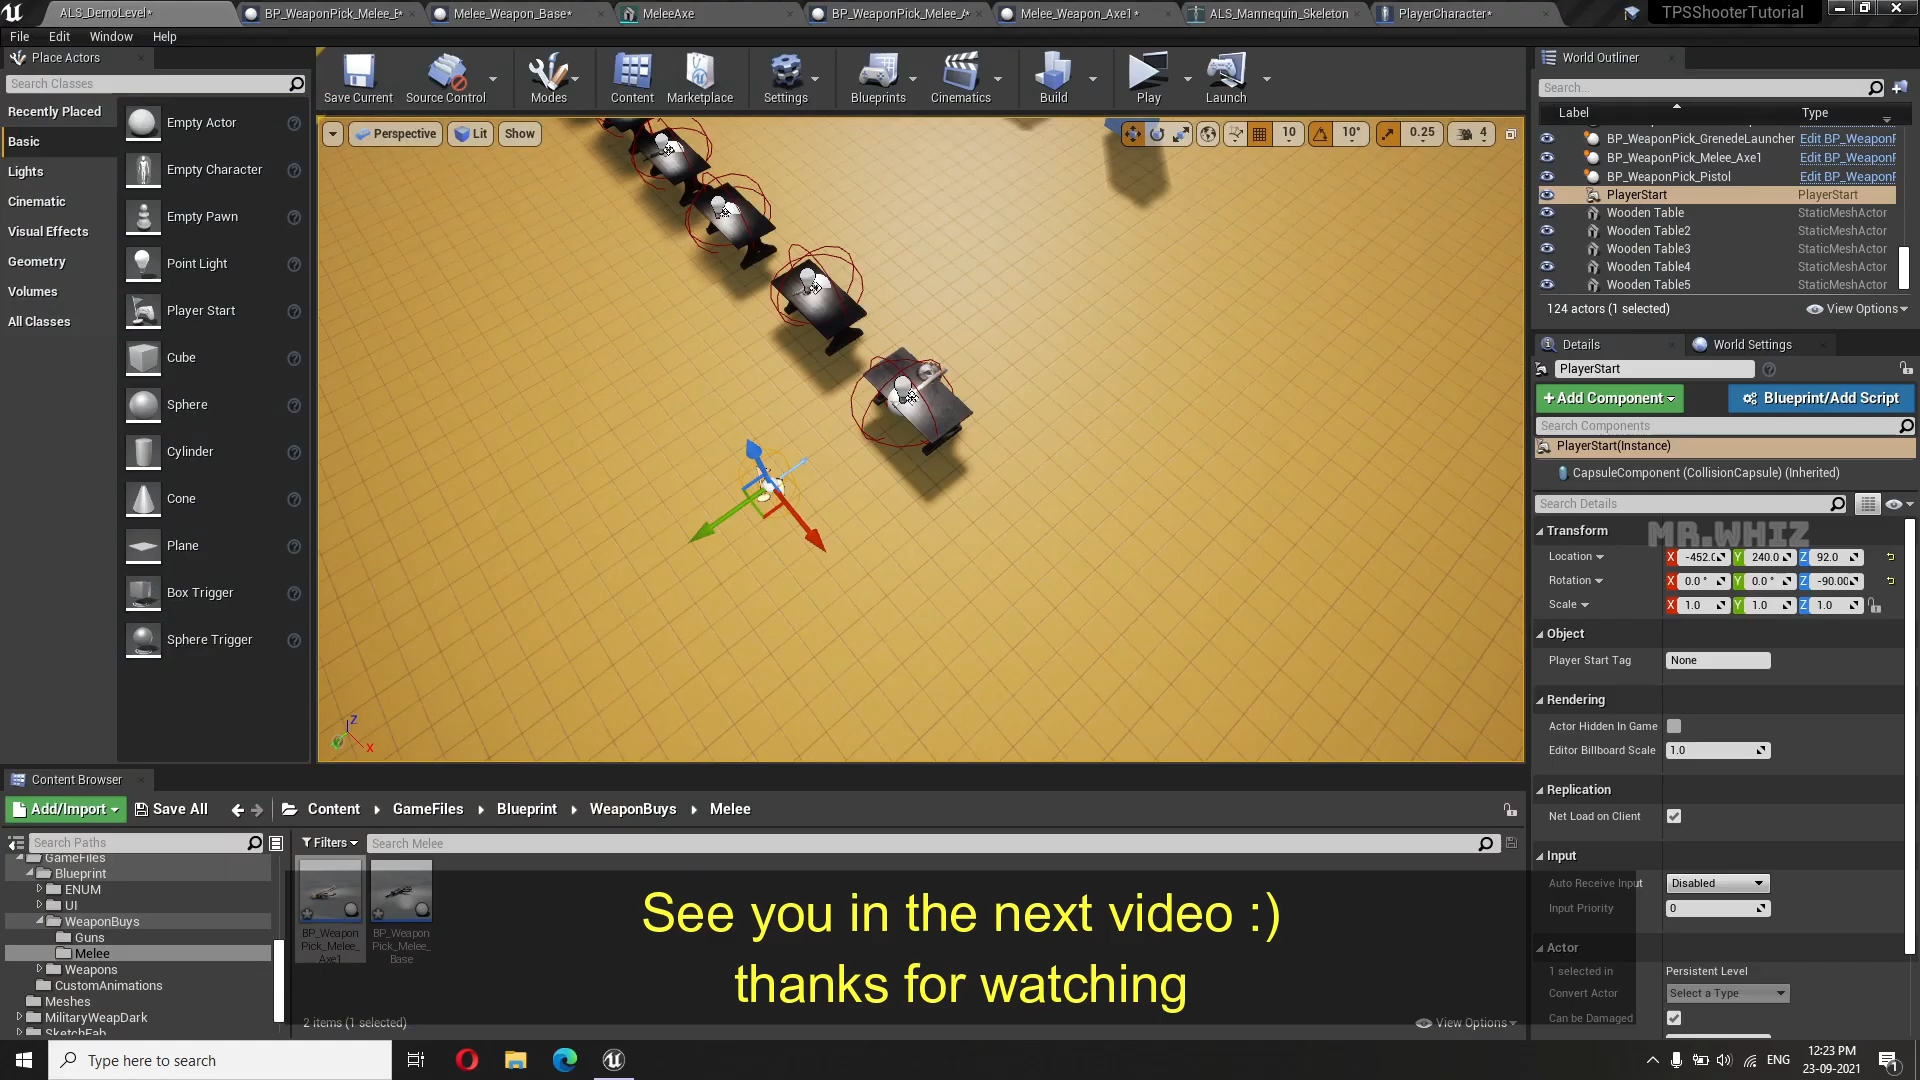 ALS_DemoLevel*
BP_WeaponPick_Melee_B*
Melee_Weapon_Base*
MeleeAxe
BP_WeaponPick_Melee_A*
Melee_Weapon_Axe1*
ALS_Mannequin_Skeleton
PlayerCharacter*
TPSShooterTutorial
File
Edit
Window
Help
Place Actors
Search Classes
Recently Placed
Basic
Lights
Cinematic
Visual Effects
Geometry
Volumes
All Classes
Empty Actor
Empty Character
Empty Pawn
Point Light
Player Start
Cube
Sphere
Cylinder
Cone
Plane
Box Trigger
Sphere Trigger
Save Current
Source Control
Modes
Content
Marketplace
Settings
Blueprints
Cinematics
Build
Play
Launch
Perspective
Lit
Show
10
10°
0.25
4
Z
X
World Outliner
Search...
Label
Type
BP_WeaponPick_GrenedeLauncher
Edit BP_WeaponF
BP_WeaponPick_Melee_Axe1
Edit BP_WeaponF
BP_WeaponPick_Pistol
Edit BP_WeaponF
PlayerStart
PlayerStart
Wooden Table
StaticMeshActor
Wooden Table2
StaticMeshActor
Wooden Table3
StaticMeshActor
Wooden Table4
StaticMeshActor
Wooden Table5
StaticMeshActor
124 actors (1 selected)
View Options
Details
World Settings
PlayerStart
+Add Component
Blueprint/Add Script
Search Components
PlayerStart(Instance)
CapsuleComponent (CollisionCapsule) (Inherited)
Search Details
Transform
MR.WHIZ
Location
X -452.0
Y 240.0
Z 92.0
Rotation
X 0.0 °
Y 0.0 °
Z -90.00
Scale
X 1.0
Y 1.0
Z 1.0
Object
Player Start Tag
None
Rendering
Actor Hidden In Game
Editor Billboard Scale
1.0
Replication
Net Load on Client
Input
Auto Receive Input
Disabled
Input Priority
0
Actor
1 selected in
Persistent Level
Convert Actor
Select a Type
Can be Damaged
Content Browser
Add/Import
Save All
Content
GameFiles
Blueprint
WeaponBuys
Melee
Search Paths
Filters
Search Melee
GameFiles
Blueprint
ENUM
UI
WeaponBuys
Guns
Melee
Weapons
CustomAnimations
Meshes
MilitaryWeapDark
SketchFab
BP_Weapon
Pick_Melee_
Axe1
BP_Weapon
Pick_Melee_
Base
2 items (1 selected)
View Options
See you in the next video :)
thanks for watching
Type here to search
ENG
12:23 PM
23-09-2021
1